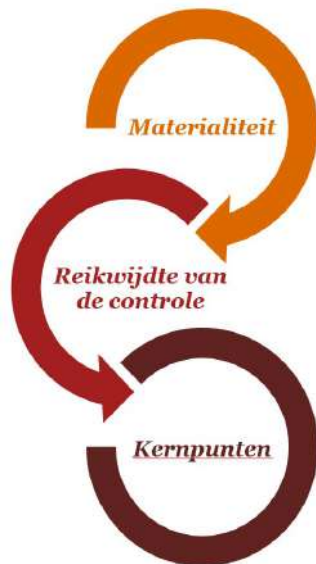 Materialiteit
Reikwijdte van
de controle
Kernpunten